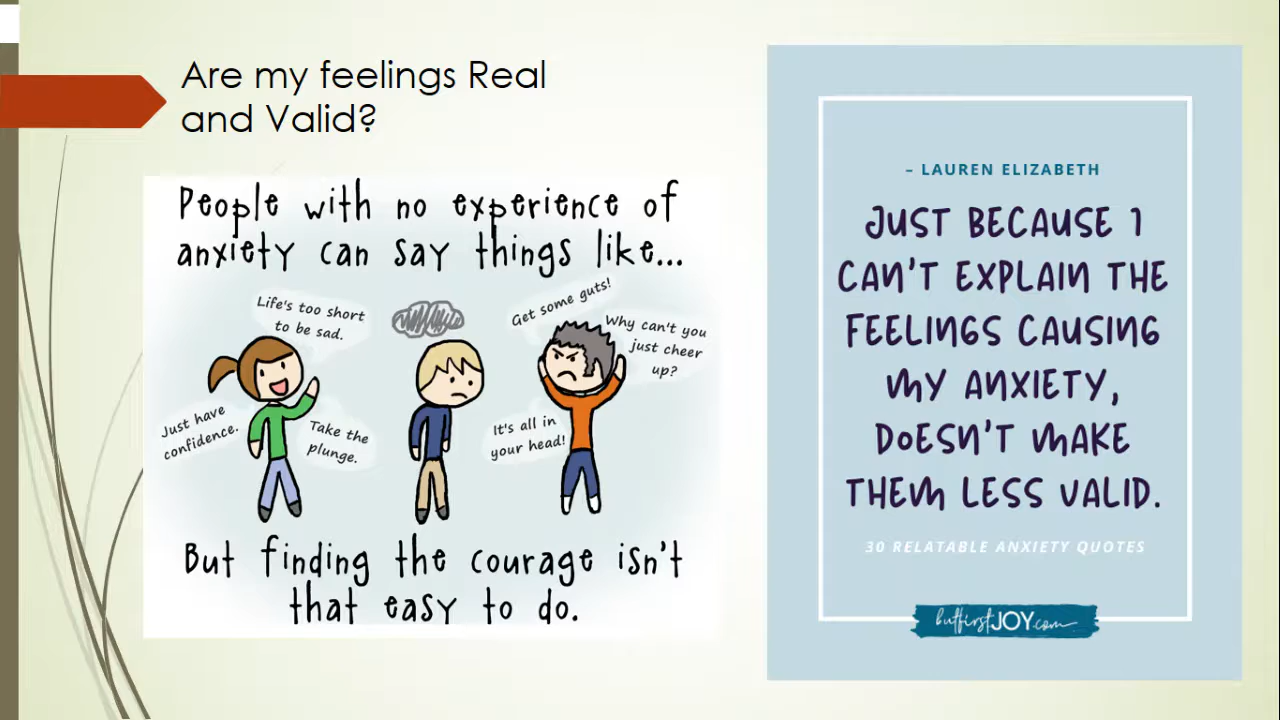 Are my feelings Real
and Valid?
People with no experience of
anxiety can say things like...
Life's too short
to be sad.
Just have
confidence.
Take the
plunge.
Get some guts!
Why can't you
just cheer
up?
It's all in
your head!
But finding the courage isn't
that easy to do.
– LAUREN ELIZABETH
JUST BECAUSE I
CAN'T EXPLAIN THE
FEELINGS CAUSING
MY ANXIETY,
DOESN'T MAKE
THEM LESS VALID.
30 RELATABLE ANXIETY QUOTES
butfirstJOY.com